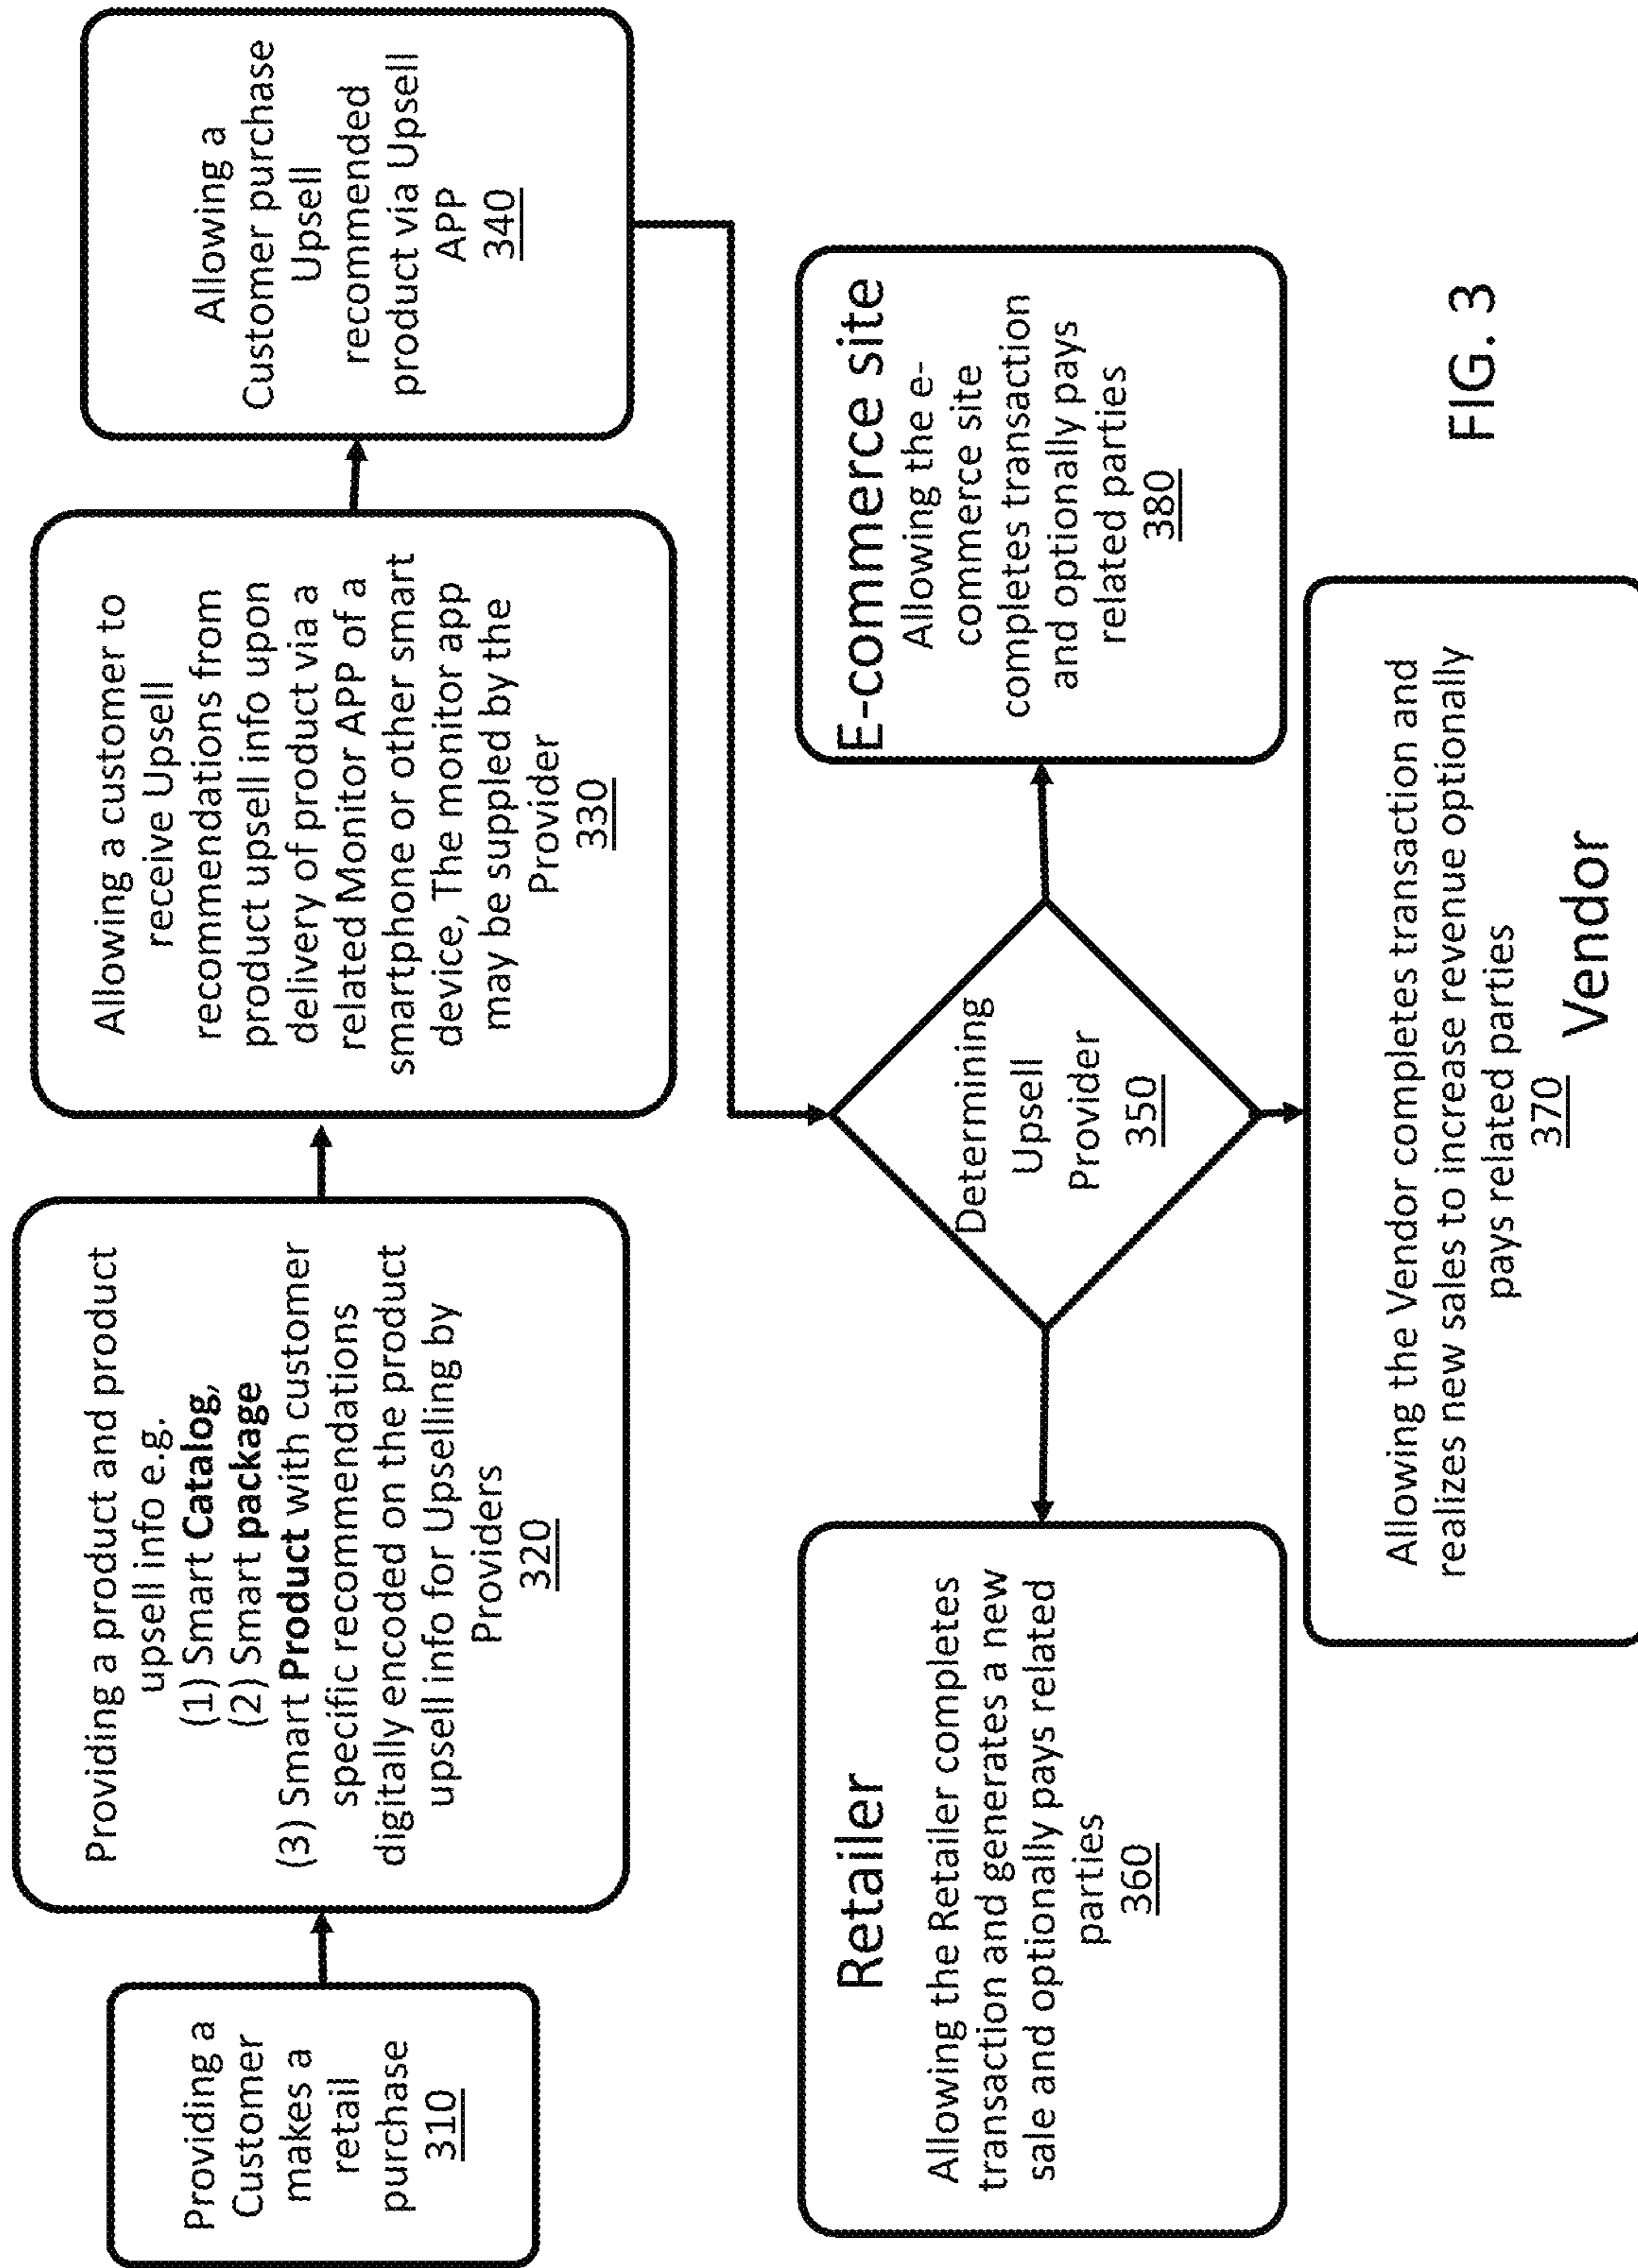 Providing a
Customer
makes a
retail
purchase
310
Providing a product and product
upsell info e.g.
(1) Smart Catalog,
(2) Smart package
(3) Smart Product with customer
specific recommendations
digitally encoded on the product
upsell info for Upselling by
Providers
320
Allowing a customer to
receive Upsell
recommendations from
product upsell info upon
delivery of product via a
related Monitor APP of a
smartphone or other smart
device, The monitor app
may be suppled by the
Provider
330
Allowing a
Customer purchase
Upsell
recommended
product via Upsell
APP
340
Determining
Upsell
Provider
350
Retailer
Allowing the Retailer completes
transaction and generates a new
sale and optionally pays related
parties
360
Allowing the Vendor completes transaction and
realizes new sales to increase revenue optionally
pays related parties
370
Vendor
E-commerce site
Allowing the e-
commerce site
completes transaction
and optionally pays
related parties
380
FIG. 3